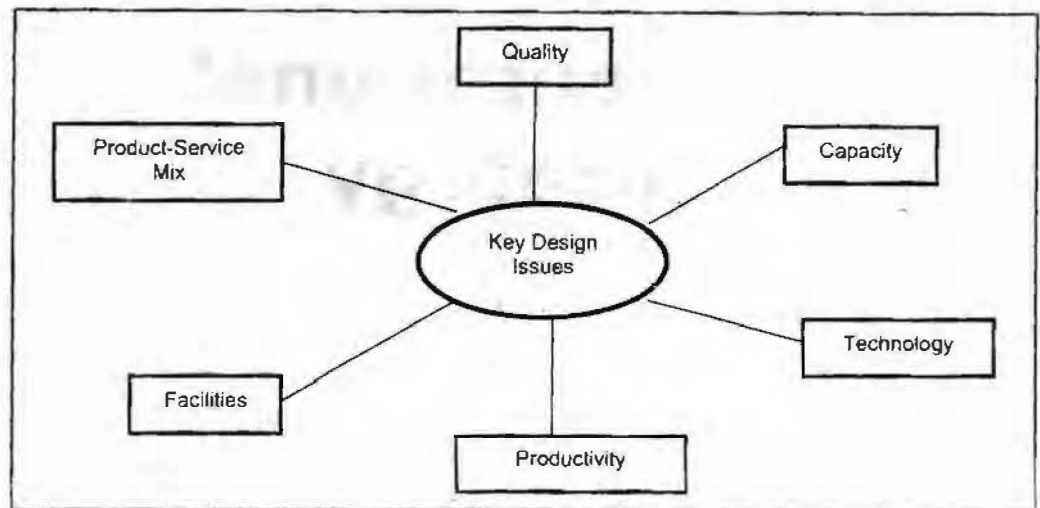 Quality
Product-Service
Mix
Capacity
Key Design
Issues
Technology
Facilities
Productivity